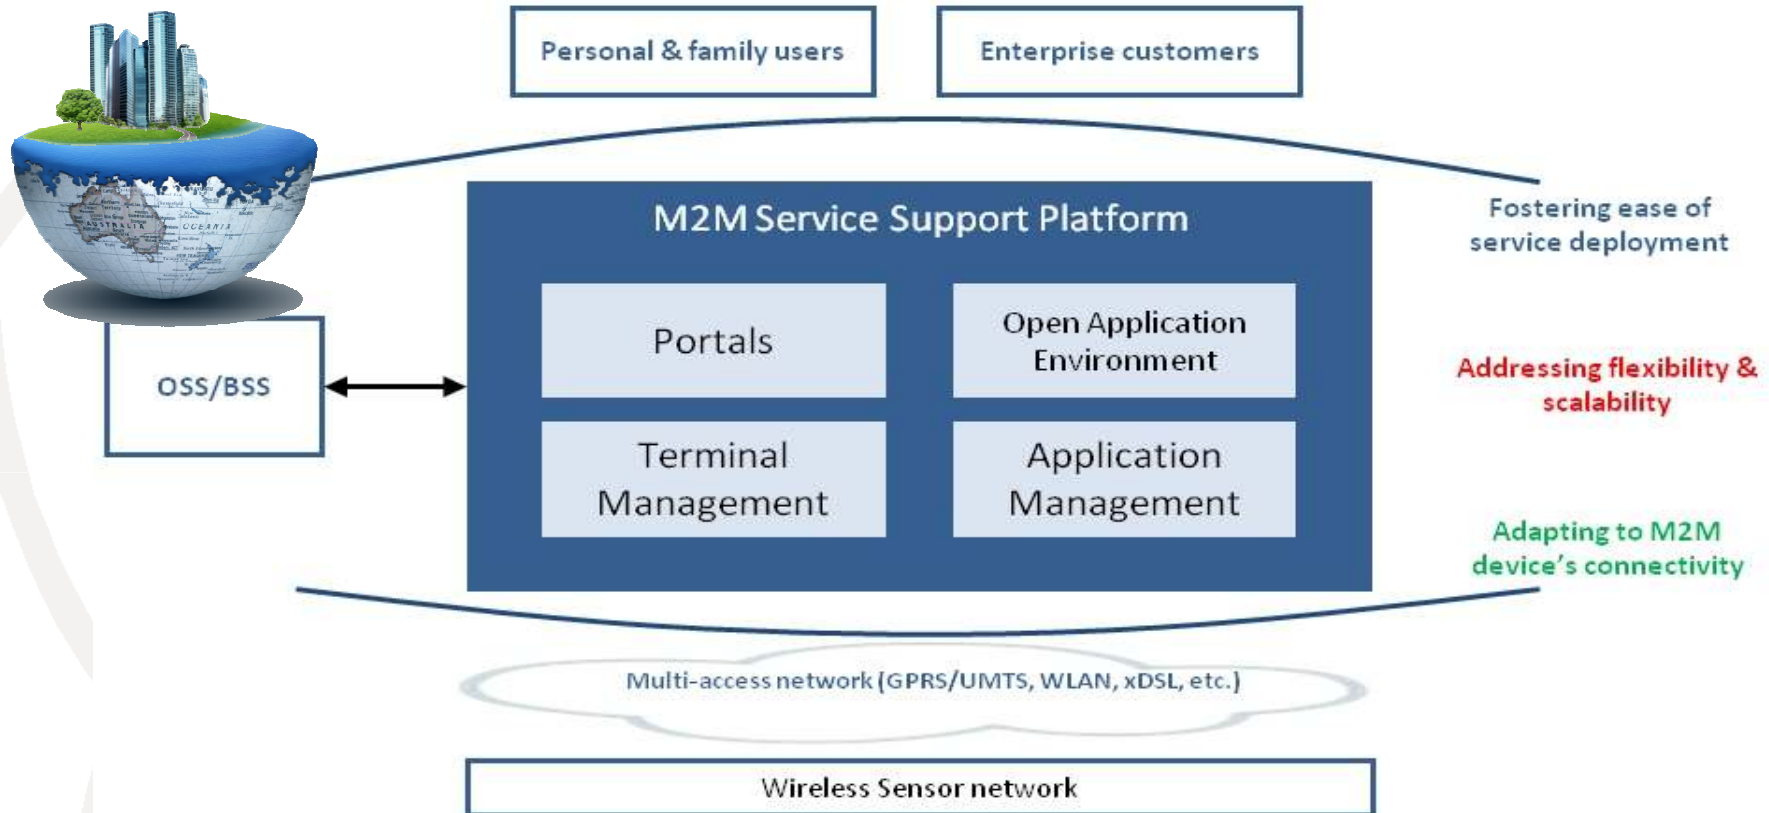 Personal & family users
Enterprise customers
M2M Service Support Platform
Fostering ease of
service deployment
AUSTRALIA
OCEANIA
Portals
Open Application
Environment
OSS/BSS
Addressing flexibility &
scalability
Terminal
Management
Application
Management
Adapting to M2M
device's connectivity
Multi-access network (GPRS/UMTS, WLAN, xDSL, etc.)
Wireless Sensor network